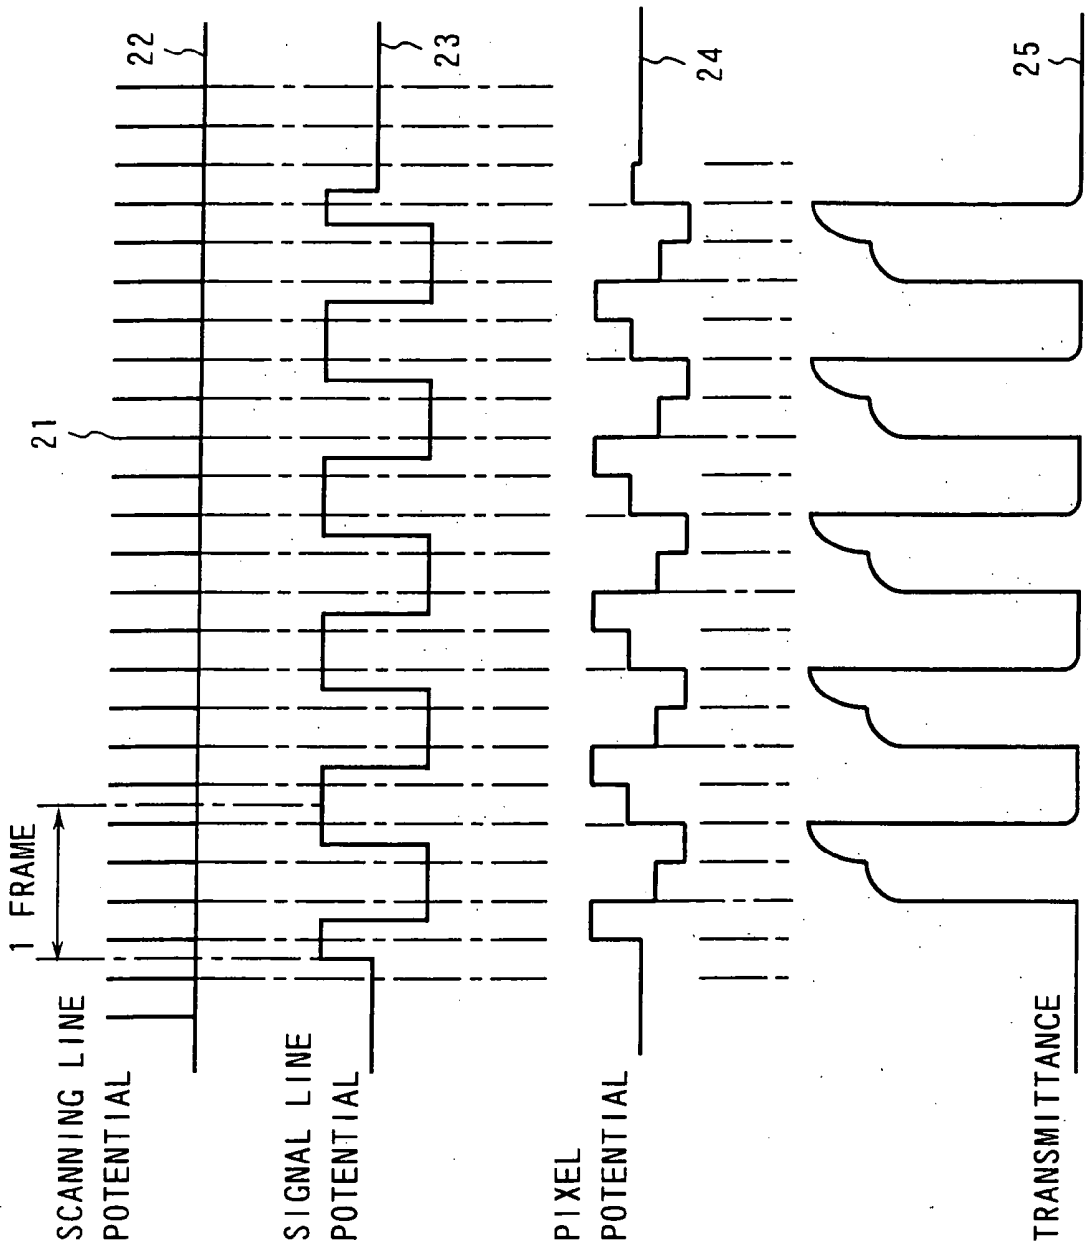 1 FRAME
SCANNING LINE
POTENTIAL
21
22
SIGNAL LINE
POTENTIAL
23
PIXEL
POTENTIAL
24
TRANSMITTANCE
25